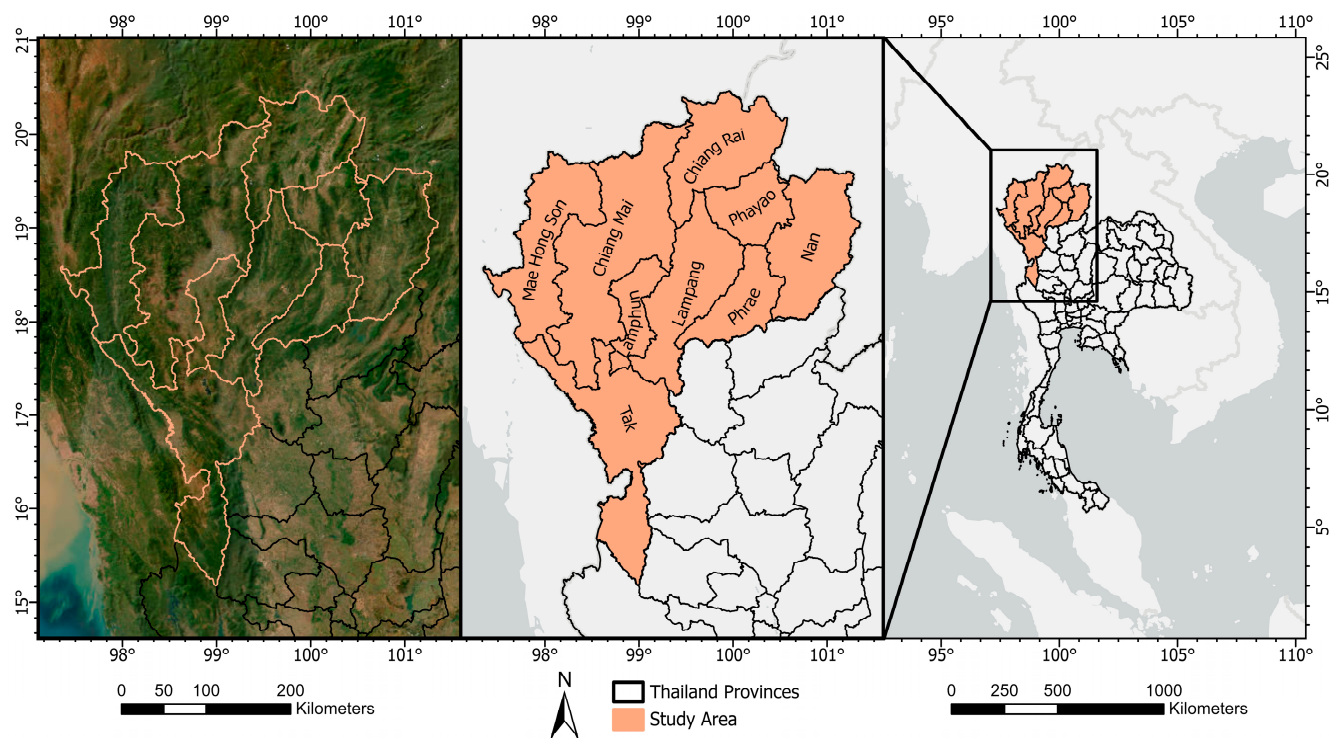 98° 99° 100° 101° 98° 99° 100° 101° 95° 100° 105° 110°
21°
20°
19°
18°
17°
16°
15°
Chiang Rai
Phayao
Nan
Mae Hong Son
Chiang Mai
Lampang
Lamphun
Phrae
Tak
25°
20°
15°
10°
5°
98° 99° 100° 101° 98° 99° 100° 101° 95° 100° 105° 110°
0 50 100 200
Kilometers
N
Thailand Provinces
Study Area
0 250 500 1000
Kilometers